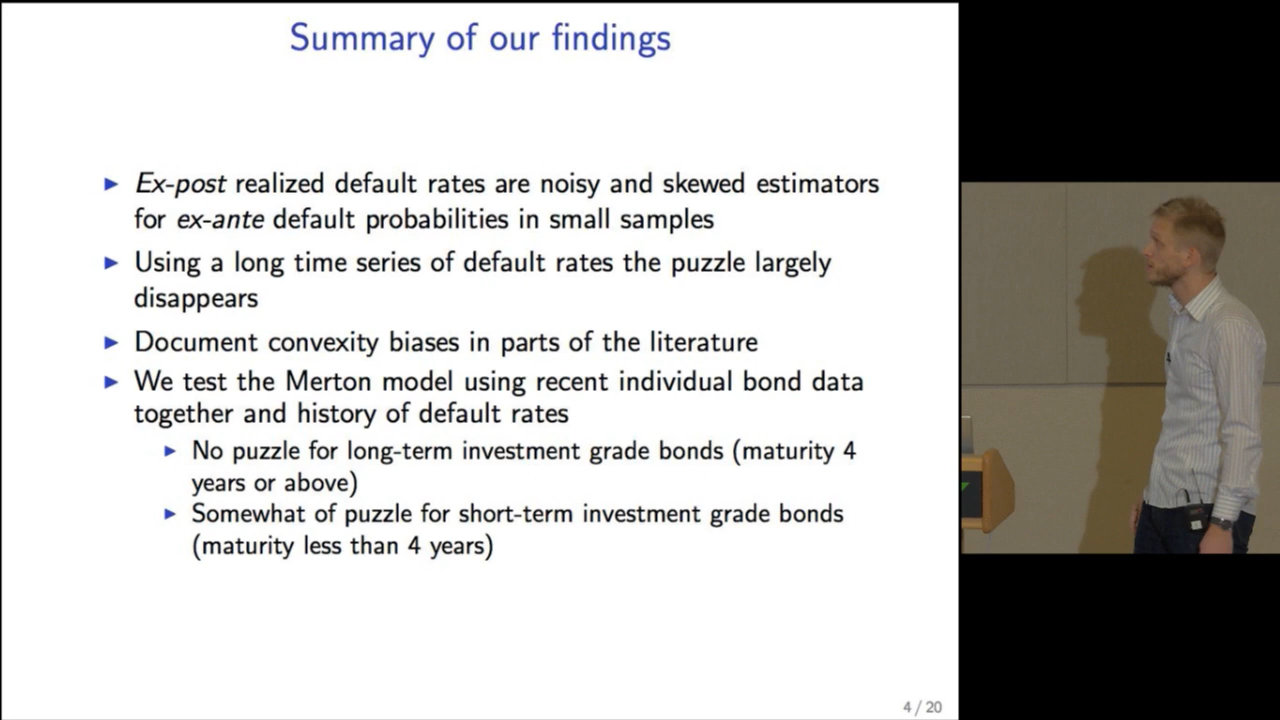 Summary of our findings
Ex-post realized default rates are noisy and skewed estimators
for ex-ante default probabilities in small samples
Using a long time series of default rates the puzzle largely
disappears
Document convexity biases in parts of the literature
We test the Merton model using recent individual bond data
together and history of default rates
No puzzle for long-term investment grade bonds (maturity 4
years or above)
Somewhat of puzzle for short-term investment grade bonds
(maturity less than 4 years)
4 / 20